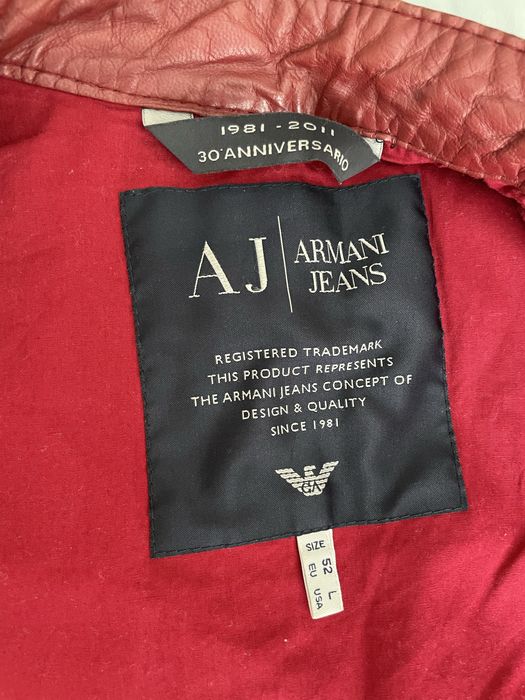 1981 - 2011
30° ANNIVERSARIO
AJ | ARMANI
JEANS
REGISTERED TRADEMARK
THIS PRODUCT REPRESENTS
THE ARMANI JEANS CONCEPT OF
DESIGN & QUALITY
SINCE 1981
GA
SIZE 52 L
EU USA